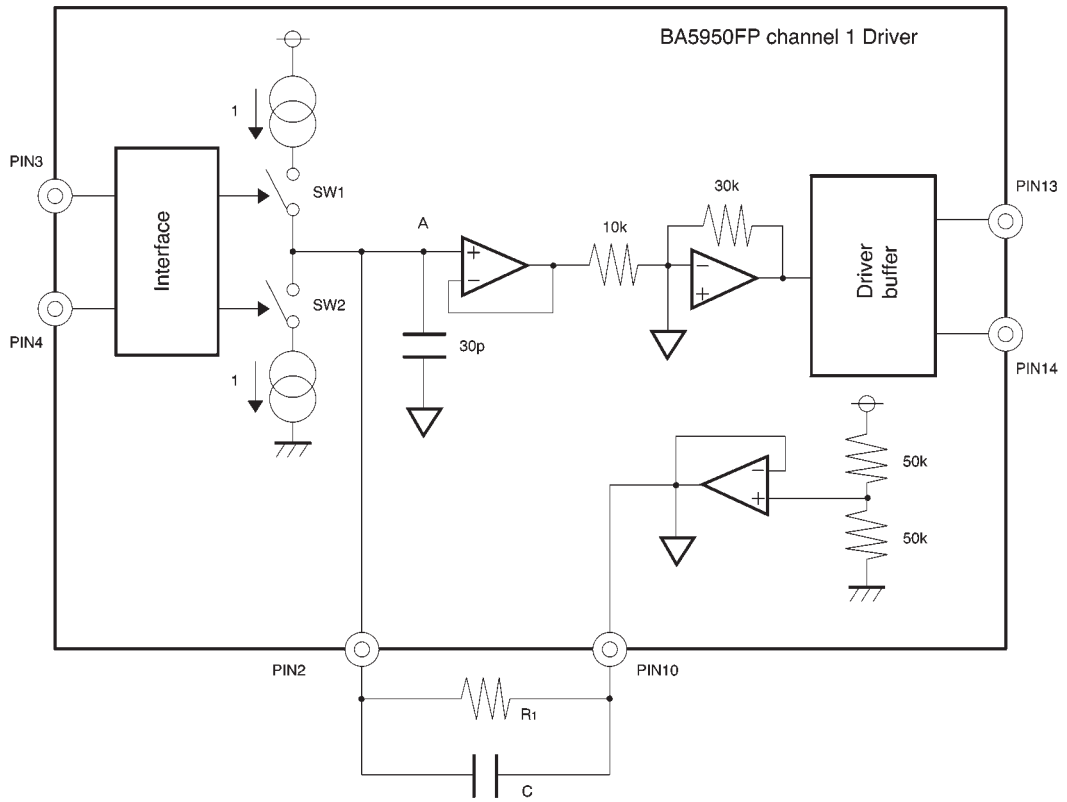 BA5950FP channel 1 Driver
1
PIN3
SW1
Interface
A
10k
30k
PIN13
Driver
buffer
SW2
PIN4
30p
1
PIN14
50k
50k
PIN2
PIN10
R1
C
+
−
−
+
−
+